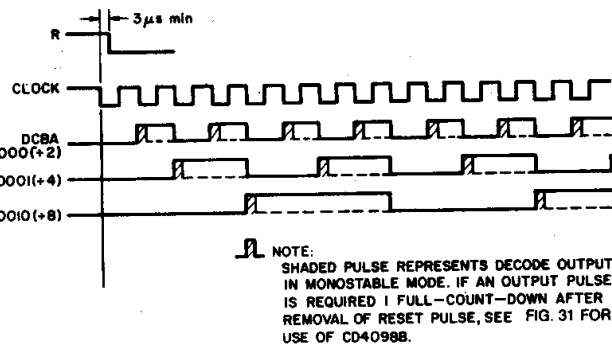 3μs min
R
CLOCK
DCBA
000(÷2)
0001(÷4)
0010(÷8)
NOTE:
SHADED PULSE REPRESENTS DECODE OUTPUT
IN MONOSTABLE MODE. IF AN OUTPUT PULSE
IS REQUIRED 1 FULL-COUNT-DOWN AFTER
REMOVAL OF RESET PULSE, SEE FIG. 31 FOR
USE OF CD4098B.